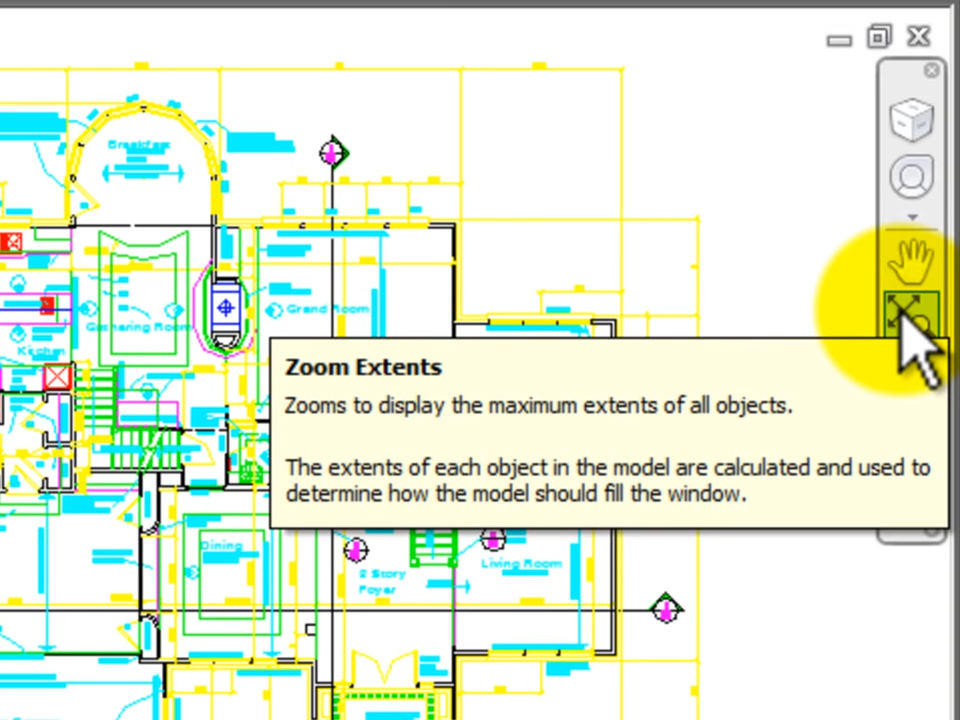 Breakfast
Grand Room
Gathering Room
Kitchen
Zoom Extents
Zooms to display the maximum extents of all objects.
The extents of each object in the model are calculated and used to
determine how the model should fill the window.
Dining
Living Room
2 Story
Foyer